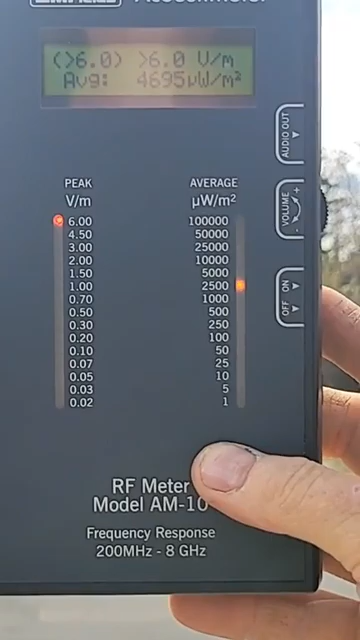 (>6.0) >6.0 V/m
Avg: 4695µW/m²
AUDIO OUT
VOLUME
- +
OFF ON
PEAK
V/m
6.00
4.50
3.00
2.00
1.50
1.00
0.70
0.50
0.30
0.20
0.10
0.07
0.05
0.03
0.02
AVERAGE
µW/m²
100000
50000
25000
10000
5000
2500
1000
500
250
100
50
25
10
5
1
RF Meter
Model AM-10
Frequency Response
200MHz - 8 GHz